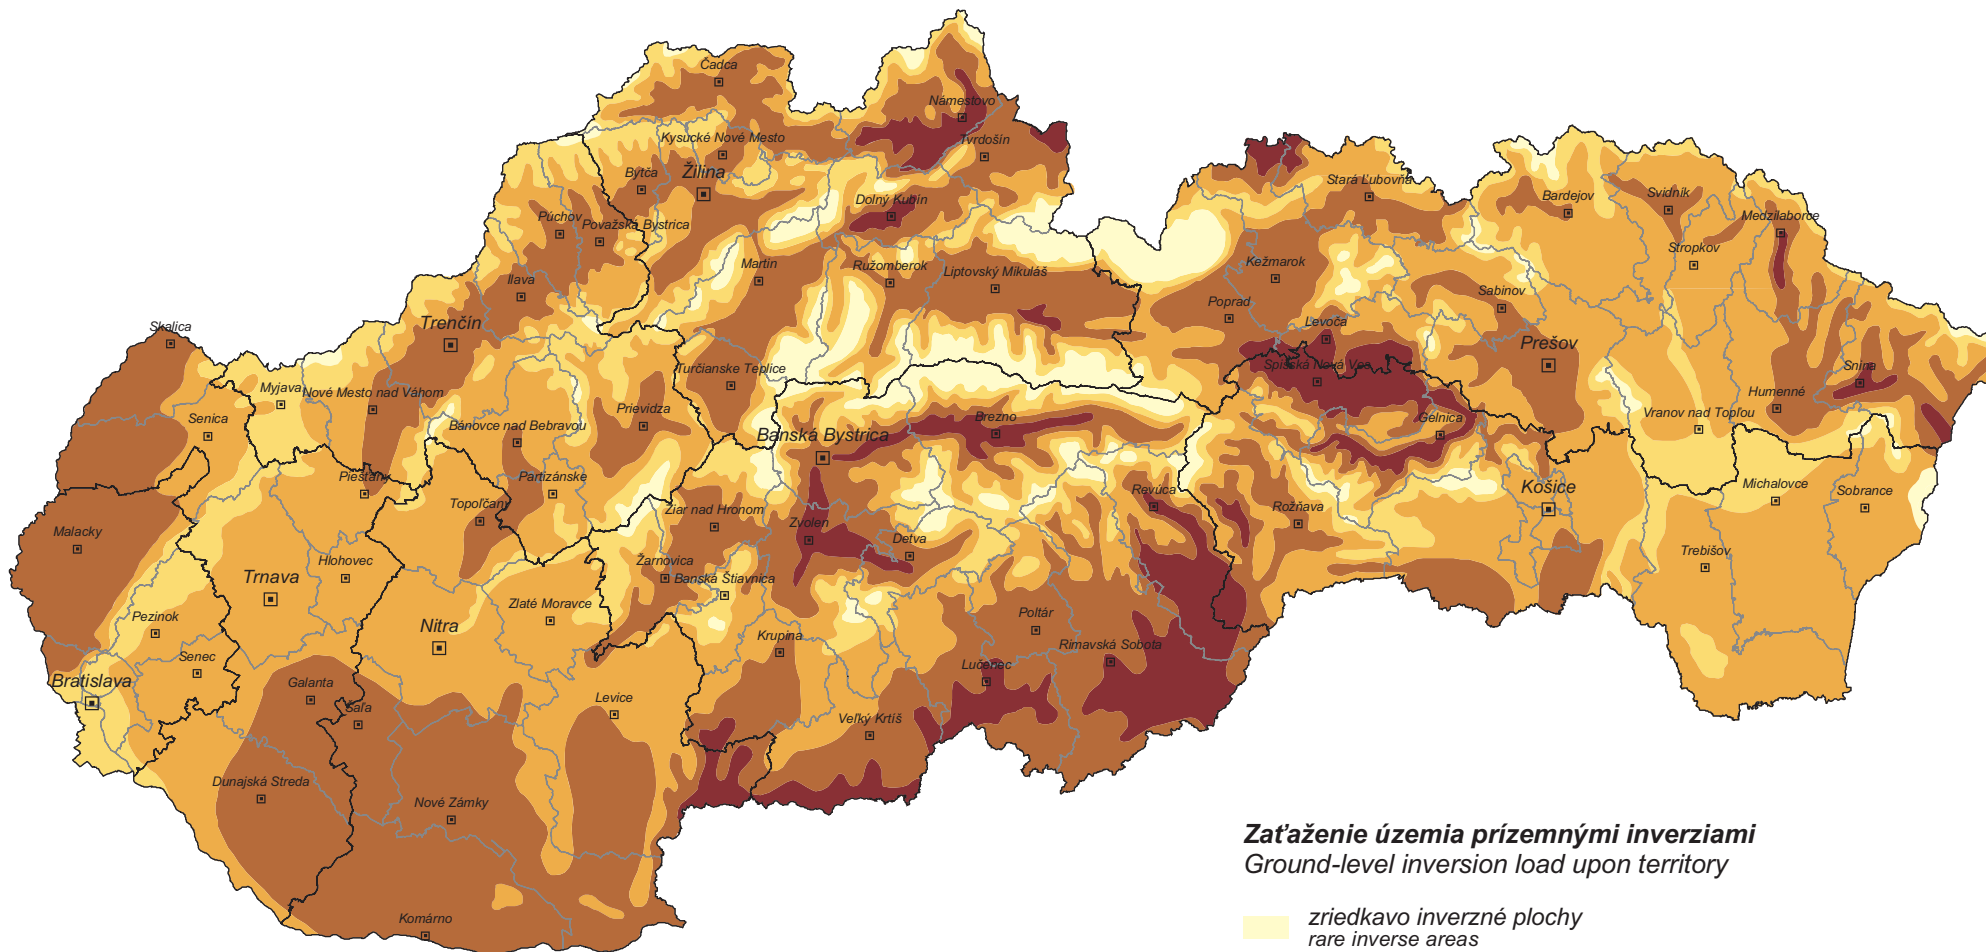 Čadca
Námestovo
Kysucké Nové Mesto
Tvrdošín
Bytča
Žilina
Stará Ľubovňa
Bardejov
Svidník
Dolný Kubín
Púchov
Považská Bystrica
Medzilaborce
Stropkov
Martin
Ružomberok
Liptovský Mikuláš
Kežmarok
Ilava
Sabinov
Poprad
Skalica
Trenčín
Levoča
Prešov
Turčianske Teplice
Spišská Nová Ves
Snina
Myjava
Nové Mesto nad Váhom
Humenné
Prievidza
Senica
Bánovce nad Bebravou
Brezno
Gelnica
Vranov nad Topľou
Banská Bystrica
Piešťany
Partizánske
Košice
Michalovce
Sobrance
Topoľčany
Revúca
Žiar nad Hronom
Rožňava
Malacky
Zvolen
Detva
Trebišov
Hlohovec
Žarnovica
Trnava
Banská Štiavnica
Zlaté Moravce
Poltár
Pezinok
Nitra
Krupina
Rimavská Sobota
Senec
Lučenec
Bratislava
Galanta
Levice
Šaľa
Veľký Krtíš
Dunajská Streda
Nové Zámky
Komárno
Zaťaženie územia prízemnými inverziami
Ground-level inversion load upon territory
zriedkavo inverzné plochy
rare inverse areas